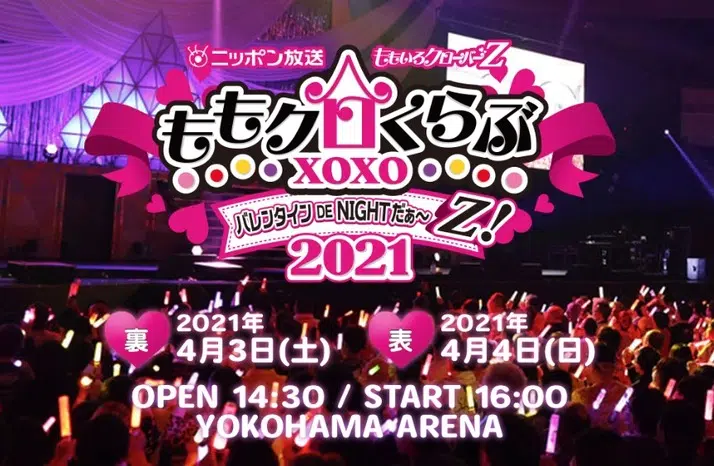 ニッポン放送 ももいろクローバーZ
ももクロくらぶ
XOXO
バレンタイン DE NIGHT だぁ〜Z!
2021
裏 2021年 4月3日(土)
表 2021年 4月4日(日)
OPEN 14:30 / START 16:00
YOKOHAMA ARENA